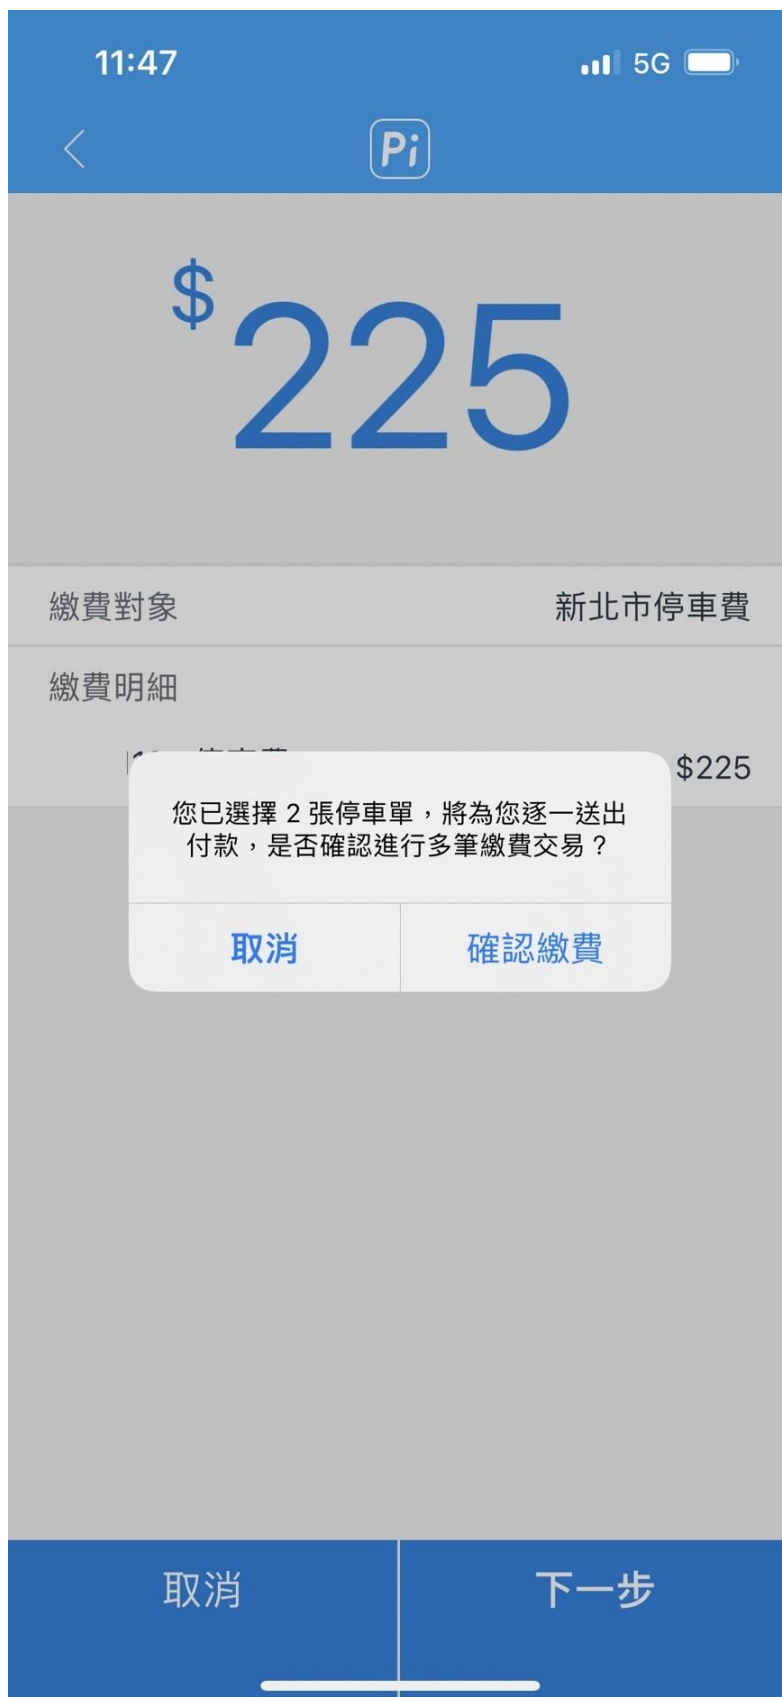 11:47
5G
Pi
$225
繳費對象
新北市停車費
繳費明細
$225
您已選擇 2 張停車單，將為您逐一送出
付款，是否確認進行多筆繳費交易？
取消
確認繳費
取消
下一步